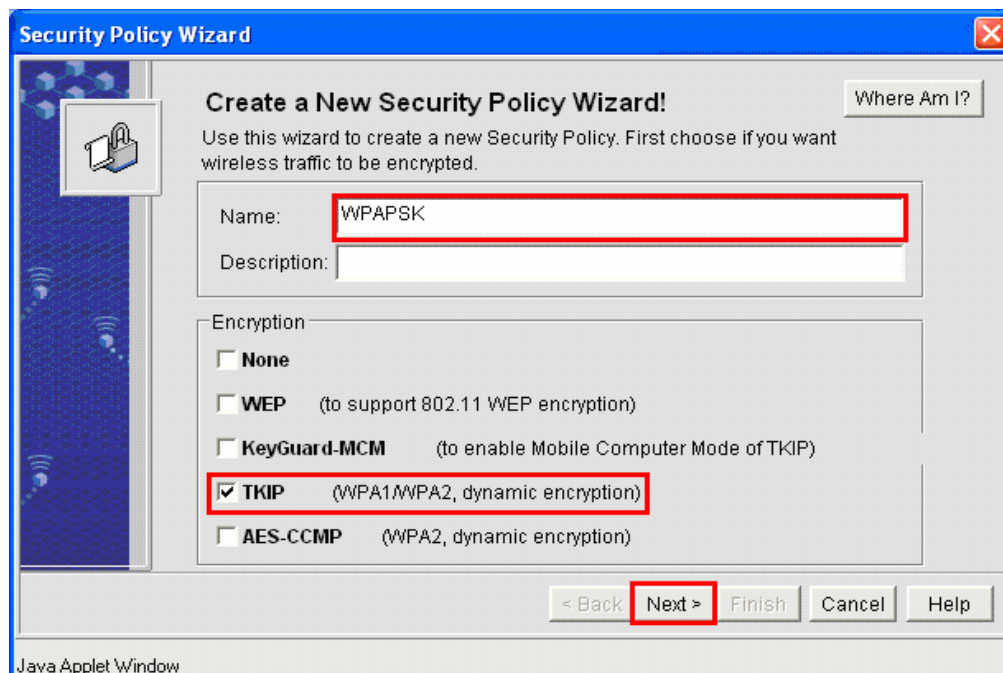 Security Policy Wizard
Create a New Security Policy Wizard!
Where Am I?
Use this wizard to create a new Security Policy. First choose if you want
wireless traffic to be encrypted.
Name: WPAPSK
Description:
Encryption
None
WEP (to support 802.11 WEP encryption)
KeyGuard-MCM (to enable Mobile Computer Mode of TKIP)
TKIP (WPA1/WPA2, dynamic encryption)
AES-CCMP (WPA2, dynamic encryption)
< Back Next > Finish Cancel Help
Java Applet Window